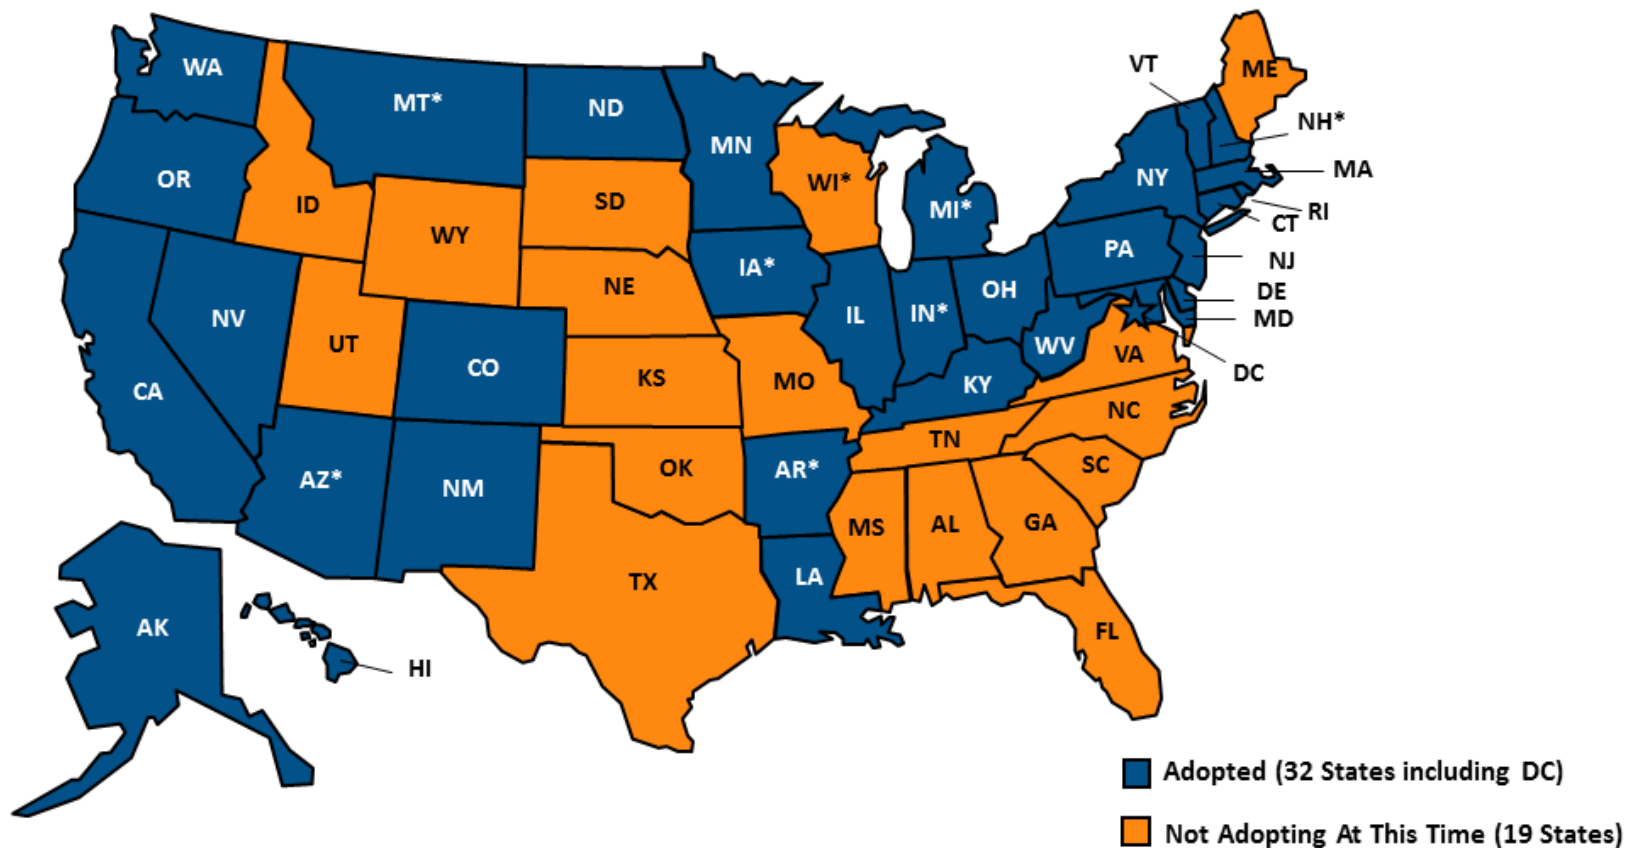 WA
MT*
ND
MN
VT
ME
NH*
MA
OR
ID
SD
WI*
MI*
NY
RI
CT
WY
IA*
PA
NJ
NE
OH
DE
MD
NV
UT
CO
IL
IN*
WV
VA
DC
CA
KS
MO
KY
NC
AZ*
NM
OK
AR*
TN
SC
MS
AL
GA
TX
LA
AK
FL
HI
Adopted (32 States including DC)
Not Adopting At This Time (19 States)